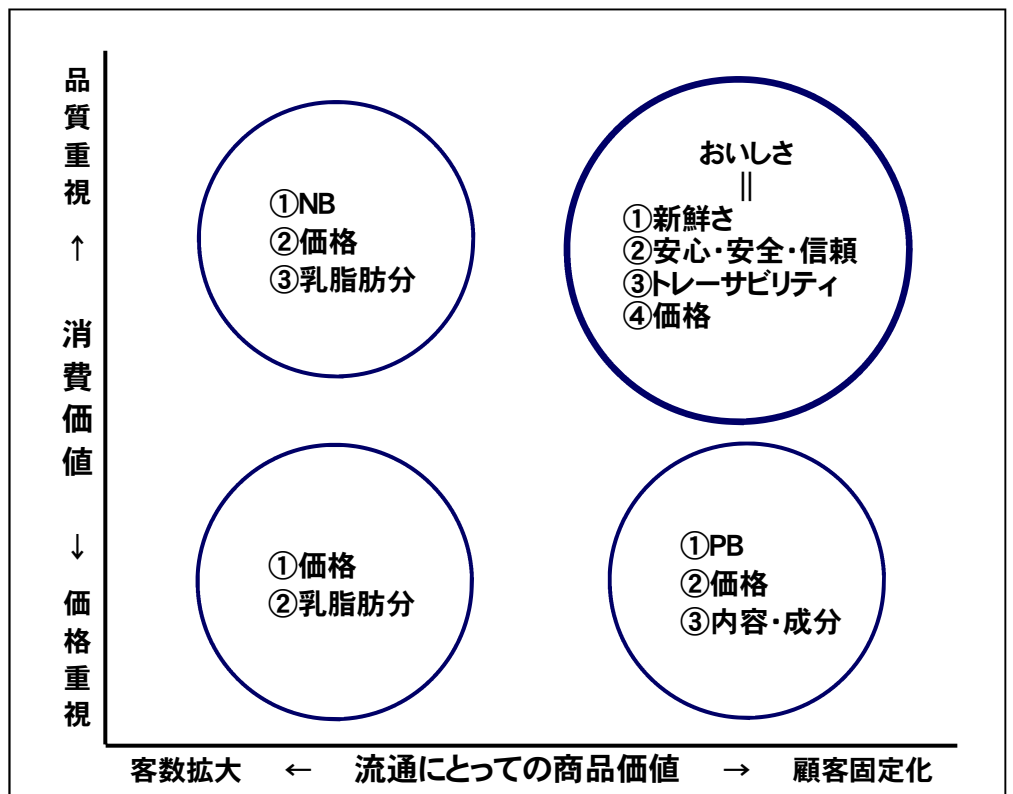 品質重視 ↑ 消費価値 ↓ 価格重視
①NB
②価格
③乳脂肪分
おいしさ
||
①新鮮さ
②安心・安全・信頼
③トレーサビリティ
④価格
①価格
②乳脂肪分
①PB
②価格
③内容・成分
客数拡大 ← 流通にとっての商品価値 → 顧客固定化